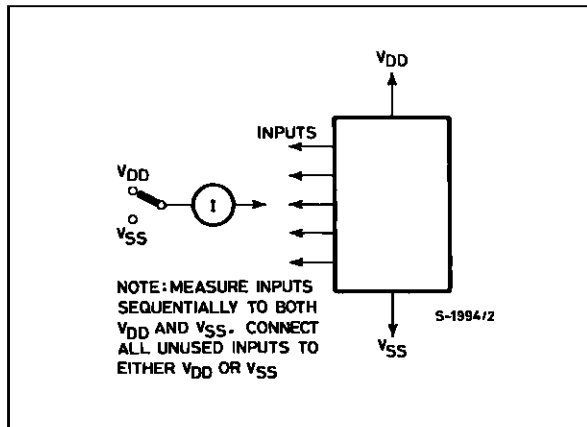 VDD
INPUTS
VDD
I
VSS
NOTE: MEASURE INPUTS
SEQUENTIALLY TO BOTH
VDD AND VSS. CONNECT
ALL UNUSED INPUTS TO
EITHER VDD OR VSS
S-1994/2
VSS